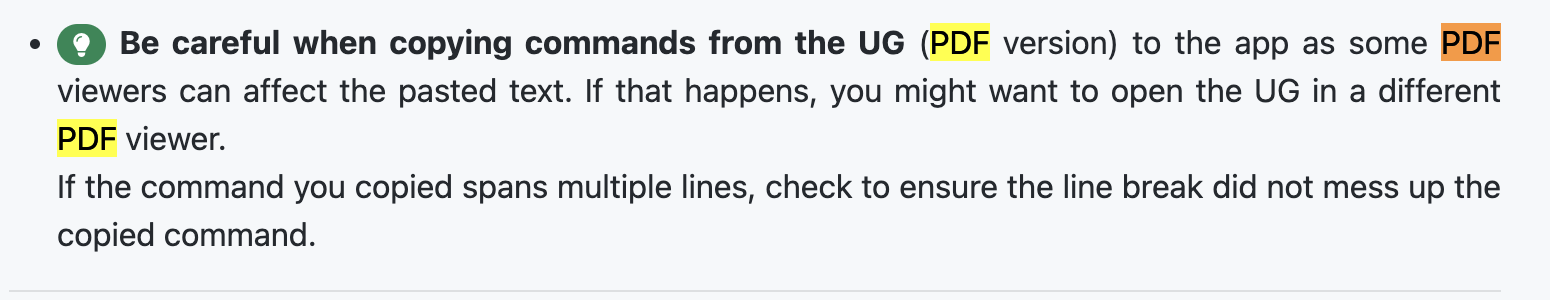 • Be careful when copying commands from the UG (PDF version) to the app as some PDF
viewers can affect the pasted text. If that happens, you might want to open the UG in a different
PDF viewer.
If the command you copied spans multiple lines, check to ensure the line break did not mess up the
copied command.